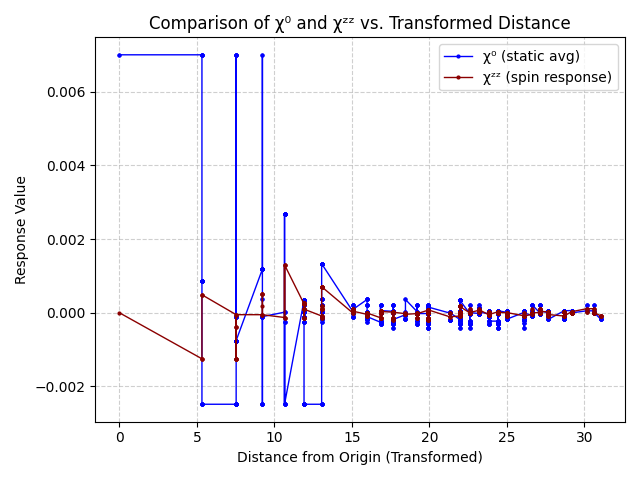 Comparison of χ⁰ and χᶻᶻ vs. Transformed Distance
χ⁰ (static avg)
χᶻᶻ (spin response)
Response Value
0.006
0.004
0.002
0.000
−0.002
0 5 10 15 20 25 30
Distance from Origin (Transformed)